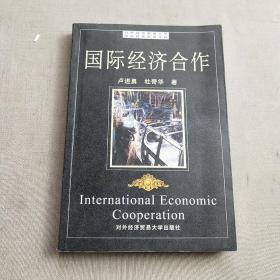 国际经济合作
卢进勇 杜奇华 著
International Economic
Cooperation
对外经济贸易大学出版社